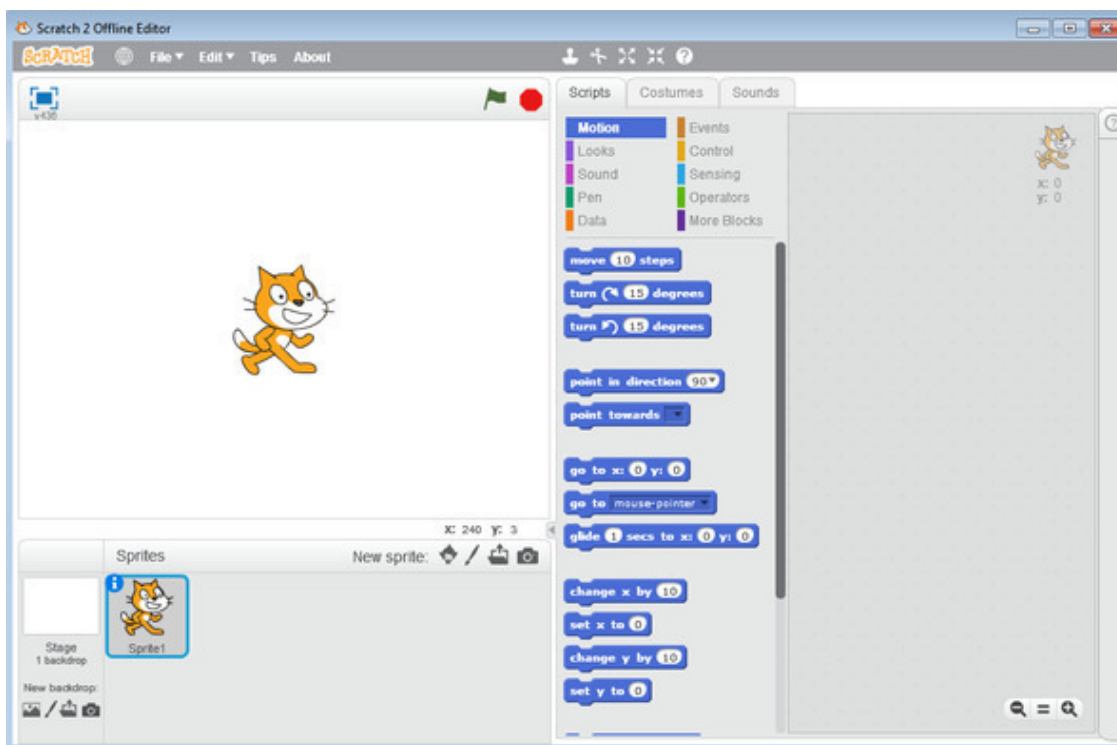 Scratch 2 Offline Editor
SCRATCH File Edit Tips About
v436
Scripts Costumes Sounds
Motion Events
Looks Control
Sound Sensing
Pen Operators
Data More Blocks
x: 0
y: 0
move 10 steps
turn 15 degrees
turn 15 degrees
point in direction 90
point towards
go to x: 0 y: 0
go to mouse-pointer
glide 1 secs to x: 0 y: 0
change x by 10
set x to 0
change y by 10
set y to 0
x: 240 y: 3
Sprites New sprite:
Stage
1 backdrop
Sprite1
New backdrop: